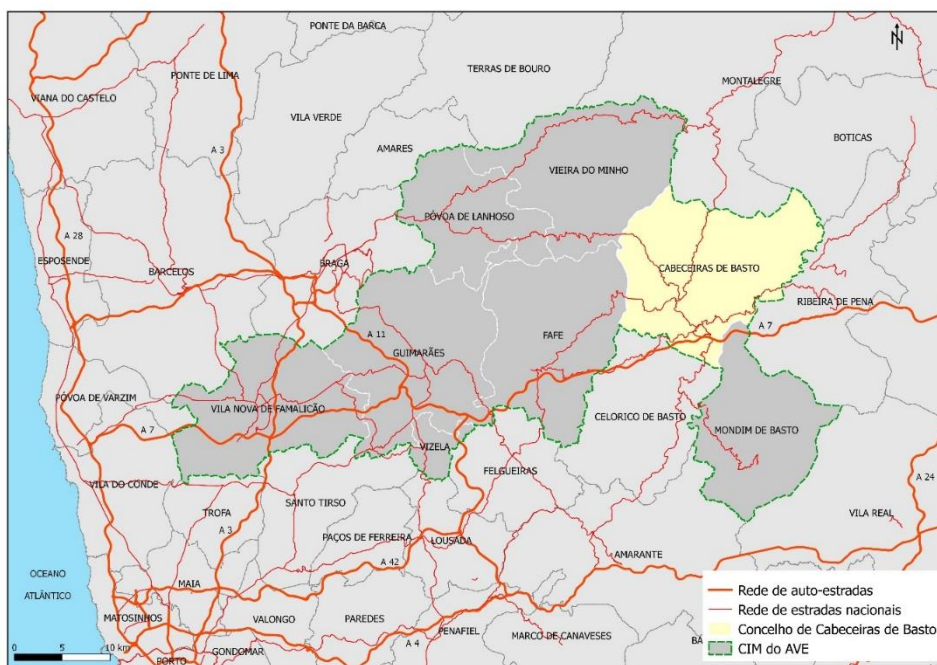 PONTE DA BARCA
N
TERRAS DE BOURO
PONTE DE LIMA
MONTALEGRE
VIANA DO CASTELO
VILA VERDE
BOTICAS
A 3
AMARES
VIEIRA DO MINHO
PÓVOA DE LANHOSO
A 28
ESPOSENDE
BRAGA
CABECEIRAS DE BASTO
BARCELOS
RIBEIRA DE PENA
A 11
A 7
FAFE
GUIMARÃES
PÓVOA DE VARZIM
VILA NOVA DE FAMALICÃO
CELORICO DE BASTO
A 7
MONDIM DE BASTO
VIZELA
FELGUEIRAS
A 24
VILA DO CONDE
SANTO TIRSO
TROFA
VILA REAL
A 3
PAÇOS DE FERREIRA
LOUSADA
AMARANTE
A 42
OCEANO
ATLÂNTICO
MAIA
MATOSINHOS
VALONGO
PAREDES
PENAFIEL
MARCO DE CANAVESES
BA
A 4
GONDOMAR
PORTO
0 5 10 km
Rede de auto-estradas
Rede de estradas nacionais
Concelho de Cabeceiras de Basto
CIM do AVE